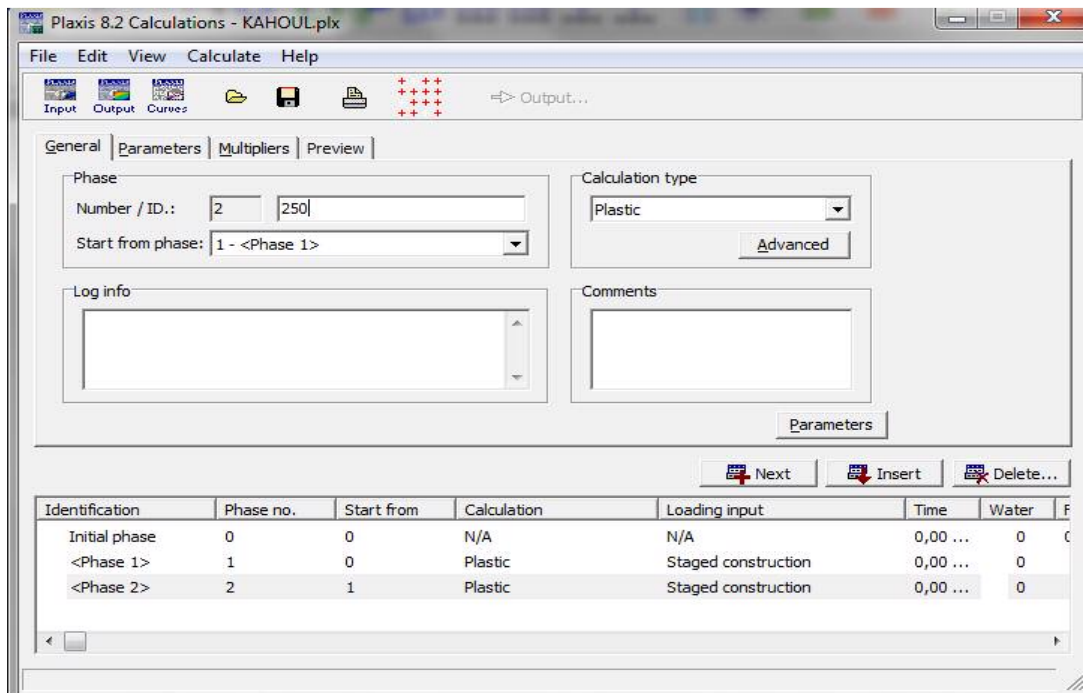 Plaxis 8.2 Calculations - KAHOUL.plx
File Edit View Calculate Help
Input Output Curves Output...
General Parameters Multipliers Preview
Phase Calculation type
Number / ID.: 2 250 Plastic
Start from phase: 1 - <Phase 1> Advanced
Log info Comments
Parameters
Next Insert Delete...
Identification Phase no. Start from Calculation Loading input Time Water F
Initial phase 0 0 N/A N/A 0,00 ... 0
<Phase 1> 1 0 Plastic Staged construction 0,00 ... 0
<Phase 2> 2 1 Plastic Staged construction 0,00 ... 0